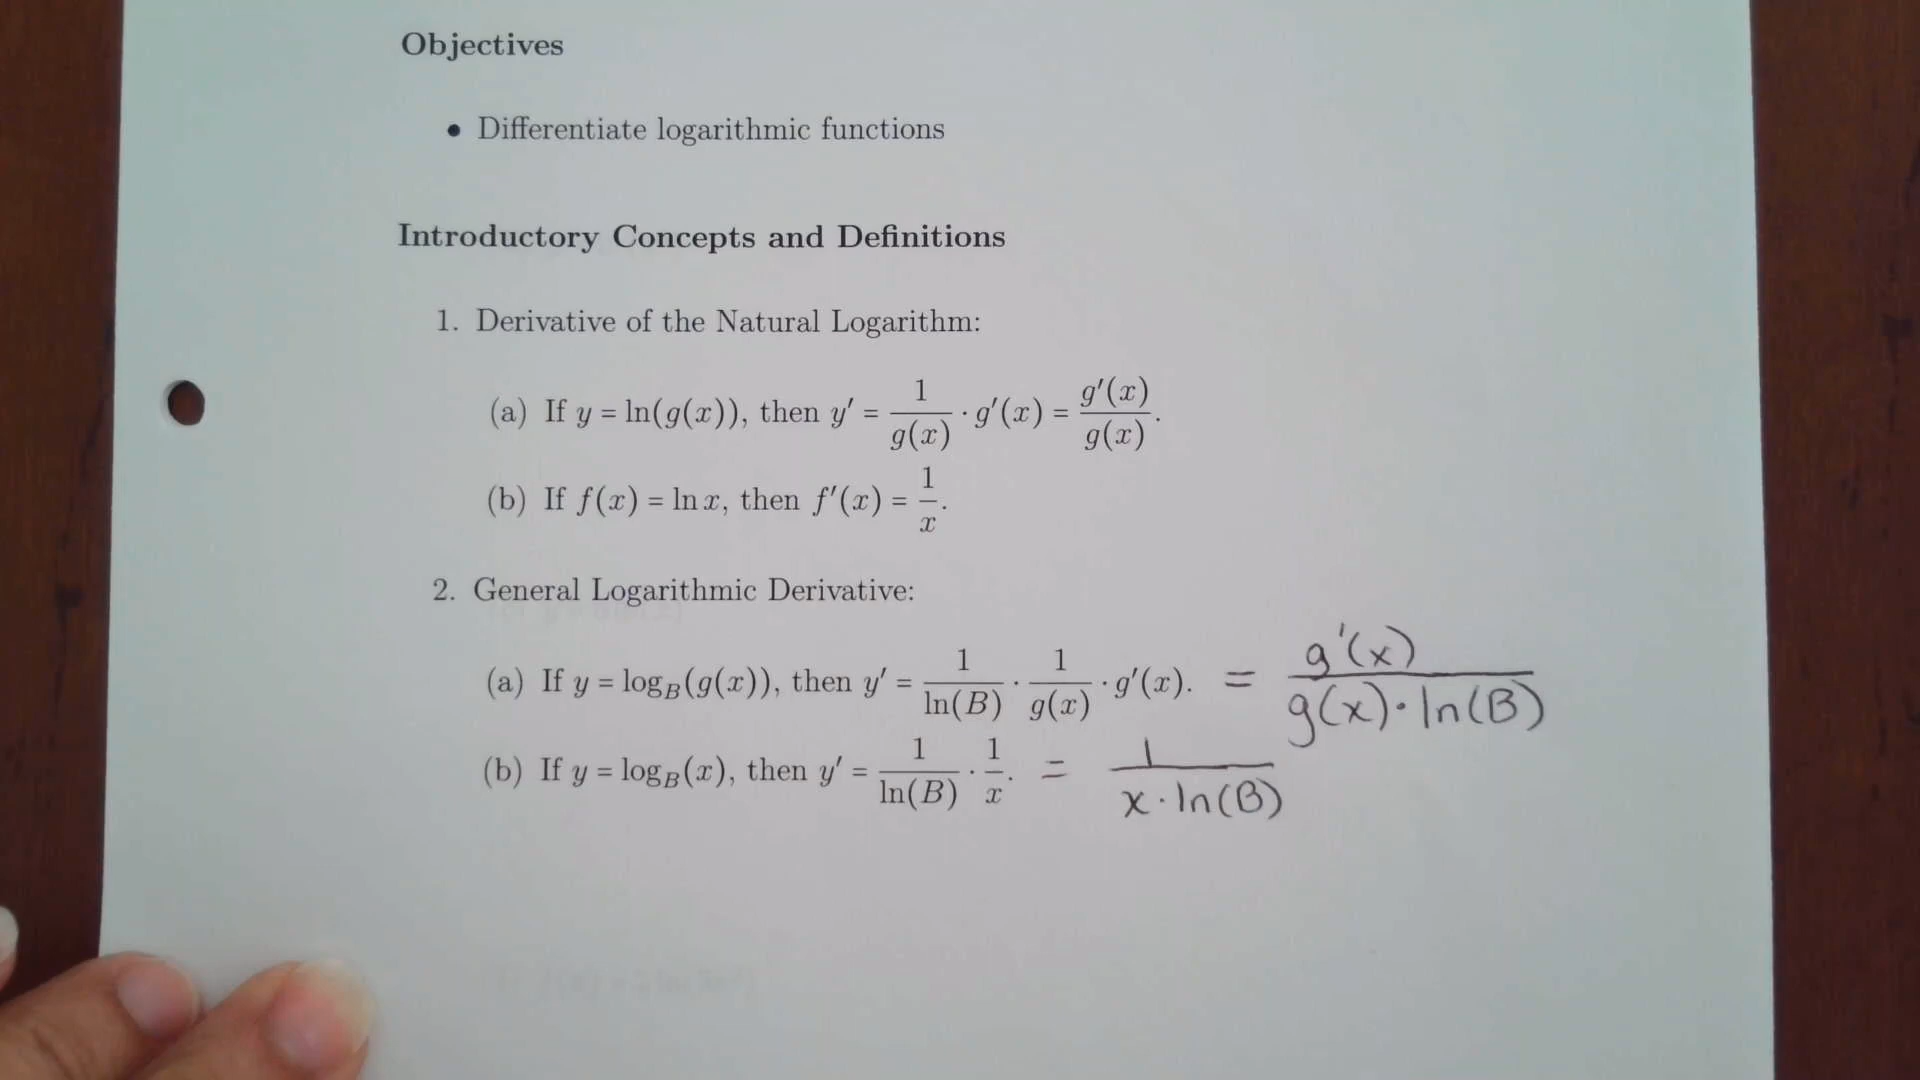 Objectives
• Differentiate logarithmic functions
Introductory Concepts and Definitions
1. Derivative of the Natural Logarithm:
(a) If y = ln(g(x)), then y′ = 1/g(x) · g′(x) = g′(x)/g(x).
(b) If f(x) = ln x, then f′(x) = 1/x.
2. General Logarithmic Derivative:
(a) If y = log_B(g(x)), then y′ = 1/ln(B) · 1/g(x) · g′(x). = g'(x)/g(x)·ln(B)
(b) If y = log_B(x), then y′ = 1/ln(B) · 1/x. = 1/x·ln(B)